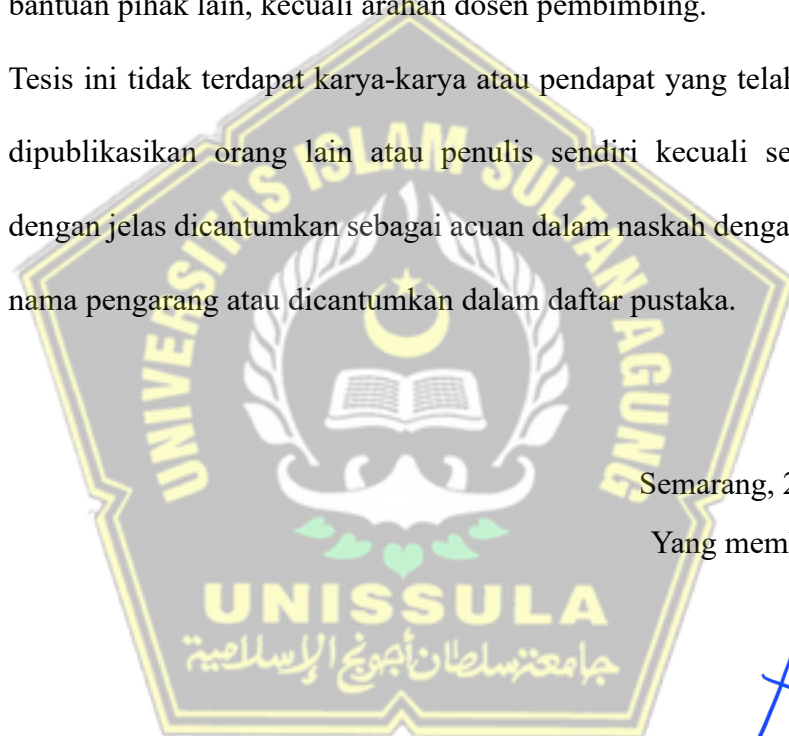 bantuan pihak lain, kecuali arahan dosen pembimbing.
Tesis ini tidak terdapat karya-karya atau pendapat yang telah
dipublikasikan orang lain atau penulis sendiri kecuali
dengan jelas dicantumkan sebagai acuan dalam naskah
nama pengarang atau dicantumkan dalam daftar pustaka.
Semarang,
Yang
UNIVERSITAS ISLAM SULTAN AGUNG
UNISSULA
جامعة سلطان أجونج الإسلامية